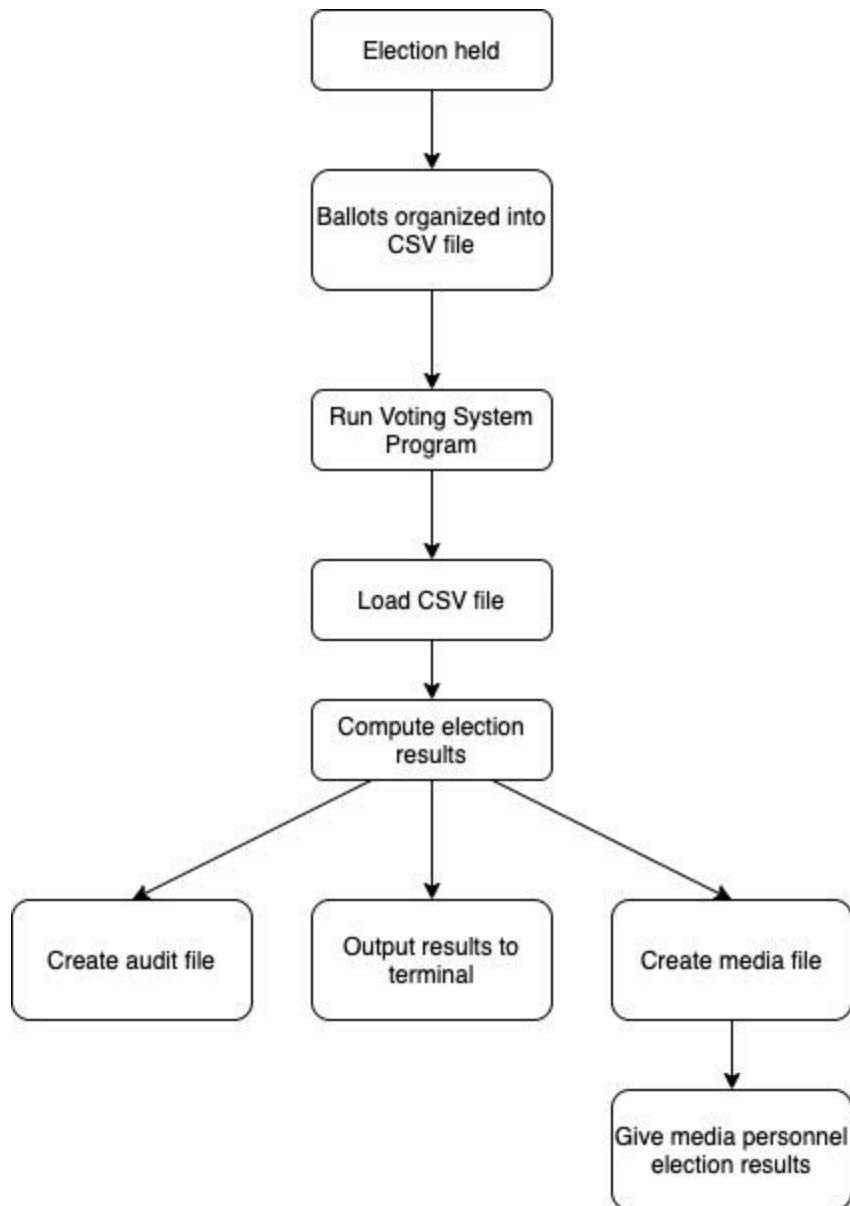 Election held
Ballots organized into
CSV file
Run Voting System
Program
Load CSV file
Compute election
results
Create audit file
Output results to
terminal
Create media file
Give media personnel
election results